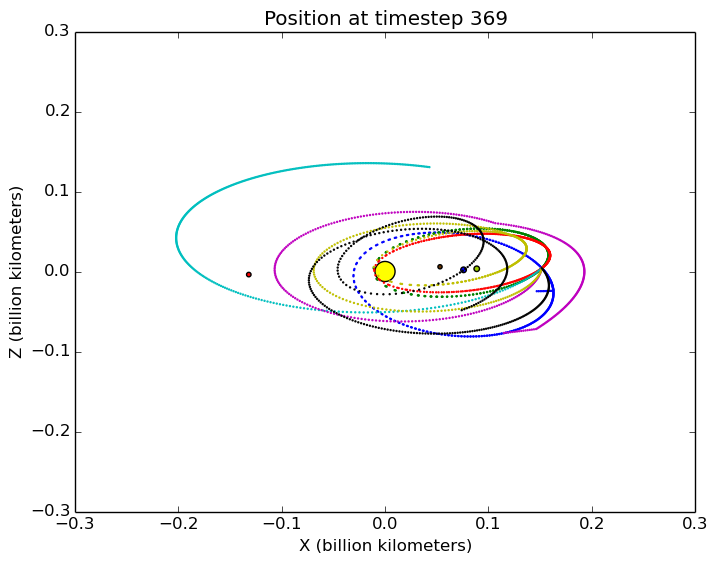 Position at timestep 369
0.3
0.2
0.1
0.0
−0.1
−0.2
−0.3
Z (billion kilometers)
−0.3 −0.2 −0.1 0.0 0.1 0.2 0.3
X (billion kilometers)